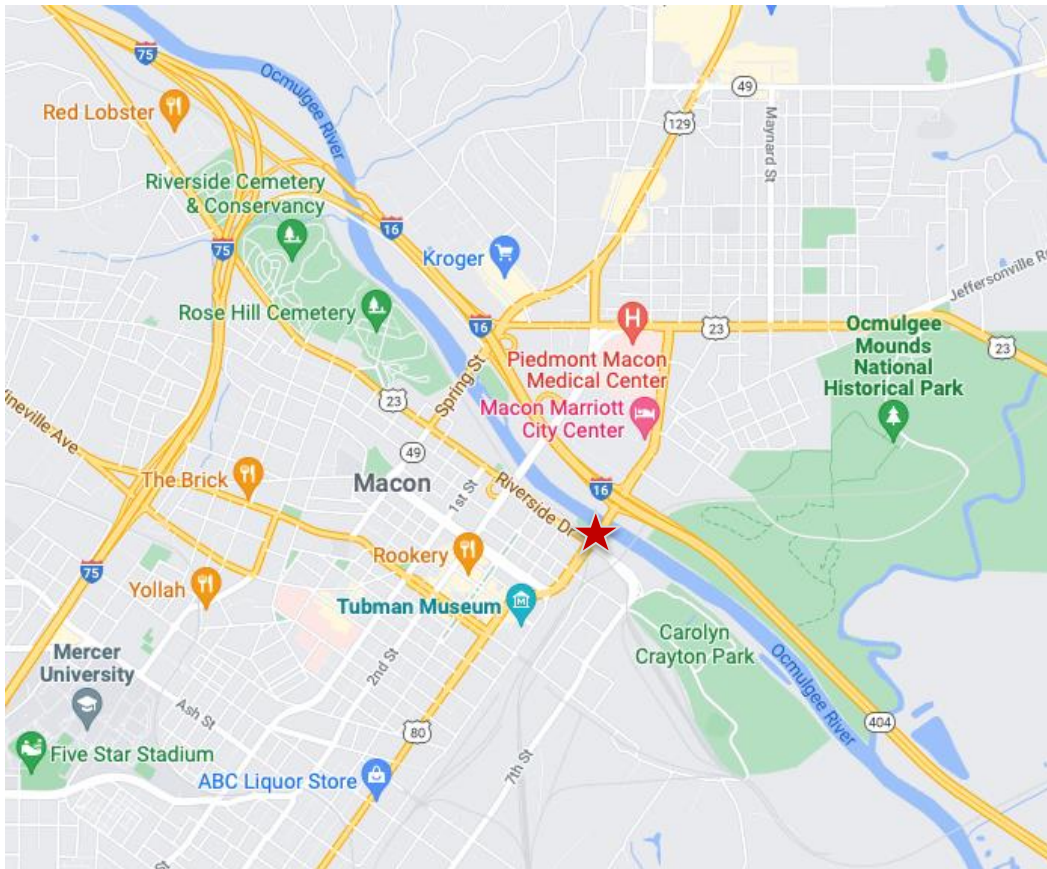 75
Ocmulgee River
49
Red Lobster
129
Maynard St
Riverside Cemetery
& Conservancy
16
75
Kroger
Jeffersonville
Rose Hill Cemetery
16
23
Ocmulgee
Mounds
National
Historical Park
23
Piedmont Macon
Medical Center
Spring St
23
Macon Marriott
City Center
ineville Ave
49
The Brick
Macon
1st St
Riverside Dr
16
Rookery
75
Yollah
Tubman Museum
Carolyn
Crayton Park
Mercer
University
2nd St
Ocmulgee River
Ash St
404
80
Five Star Stadium
7th St
ABC Liquor Store
St